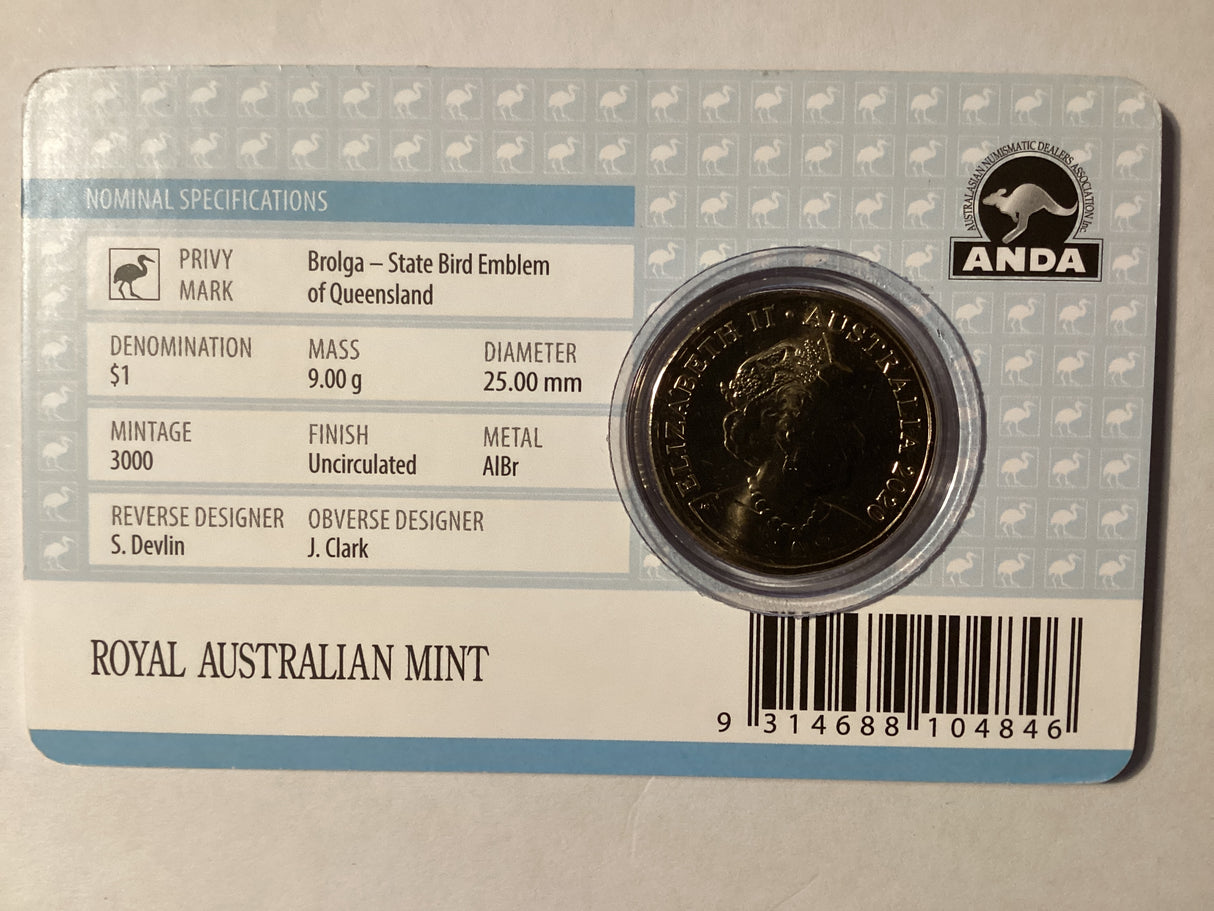 NOMINAL SPECIFICATIONS
PRIVY
MARK
Brolga – State Bird Emblem
of Queensland
DENOMINATION
$1
MASS
9.00 g
DIAMETER
25.00 mm
MINTAGE
3000
FINISH
Uncirculated
METAL
AlBr
REVERSE DESIGNER
S. Devlin
OBVERSE DESIGNER
J. Clark
AUSTRALASIAN NUMISMATIC DEALERS ASSOCIATION Inc.
ANDA
ELIZABETH II • AUSTRALIA 2020
ROYAL AUSTRALIAN MINT
9 314688 104846